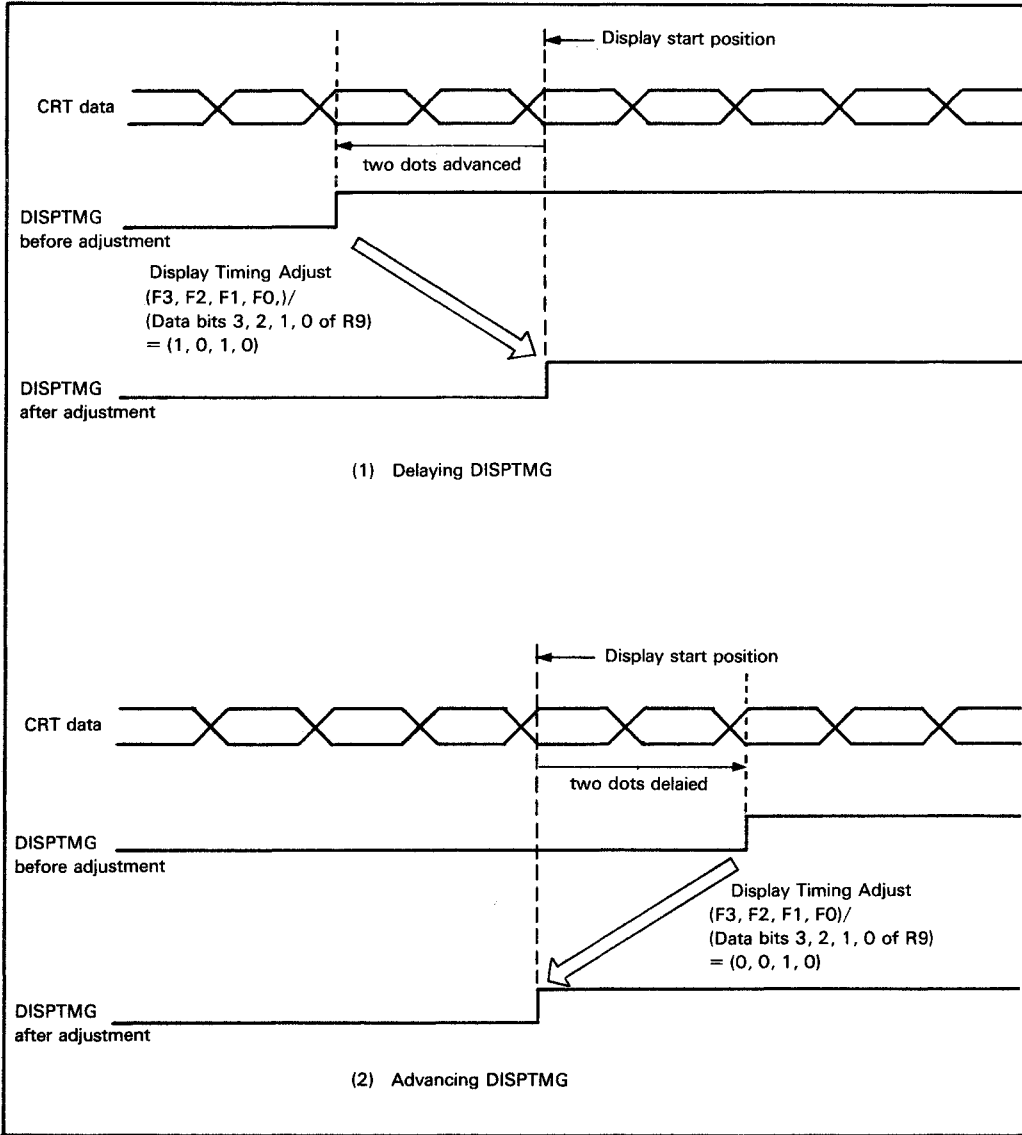 Display start position
CRT data
two dots advanced
DISPTMG
before adjustment
Display Timing Adjust
(F3, F2, F1, F0,)/
(Data bits 3, 2, 1, 0 of R9)
= (1, 0, 1, 0)
DISPTMG
after adjustment
(1) Delaying DISPTMG
Display start position
CRT data
two dots delaied
DISPTMG
before adjustment
Display Timing Adjust
(F3, F2, F1, F0)/
(Data bits 3, 2, 1, 0 of R9)
= (0, 0, 1, 0)
DISPTMG
after adjustment
(2) Advancing DISPTMG